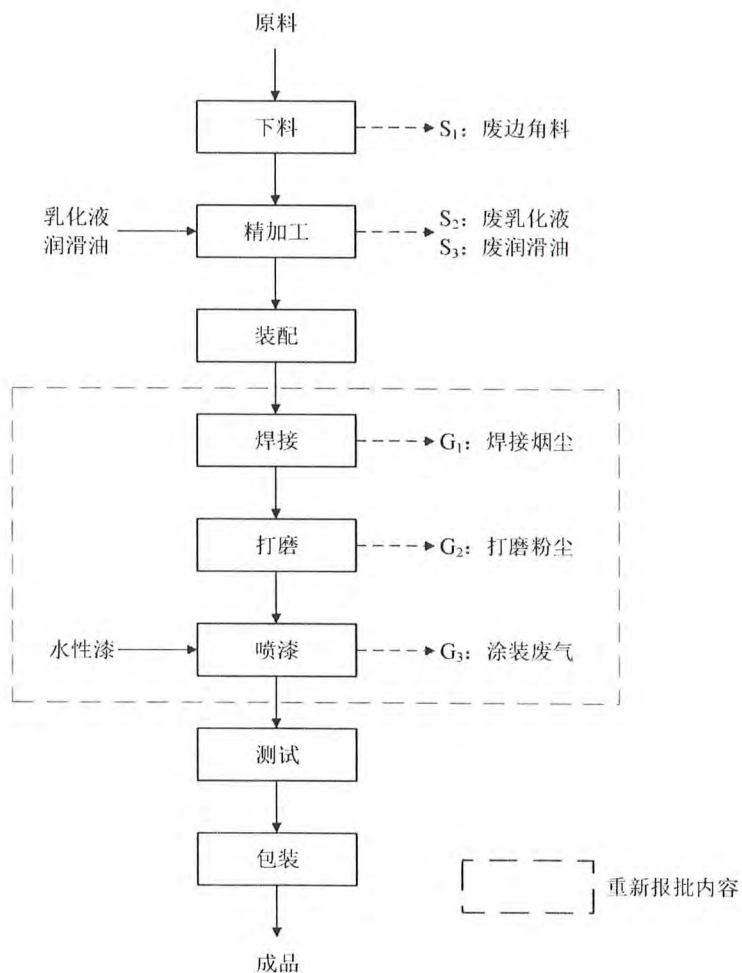 原料
下料
S₁：废边角料
乳化液
润滑油
精加工
S₂：废乳化液
S₃：废润滑油
装配
焊接
G₁：焊接烟尘
打磨
G₂：打磨粉尘
水性漆
喷漆
G₃：涂装废气
测试
包装
重新报批内容
成品